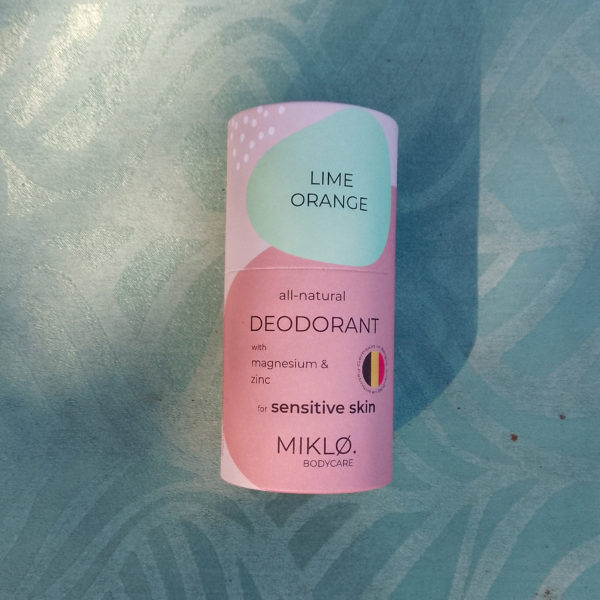 LIME
ORANGE
all-natural
DEODORANT
with
magnesium &
zinc
for sensitive skin
MIKLØ.
BODYCARE